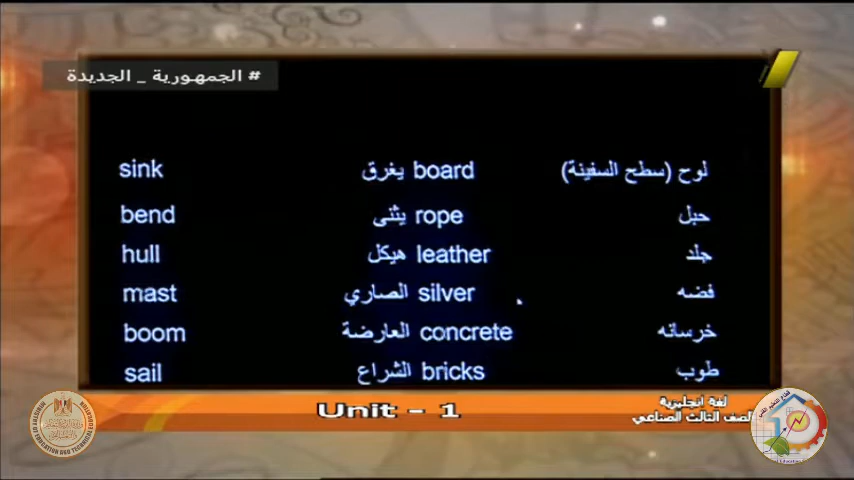 # الجمهورية _ الجديدة
sink يغرق board لوح (سطح السفينة)
bend يثنى rope حبل
hull هيكل leather جلد
mast الصاري silver فضه
boom العارضة concrete خرسانه
sail الشراع bricks طوب
Unit - 1
لغة انجليزية
الصف الثالث الصناعي